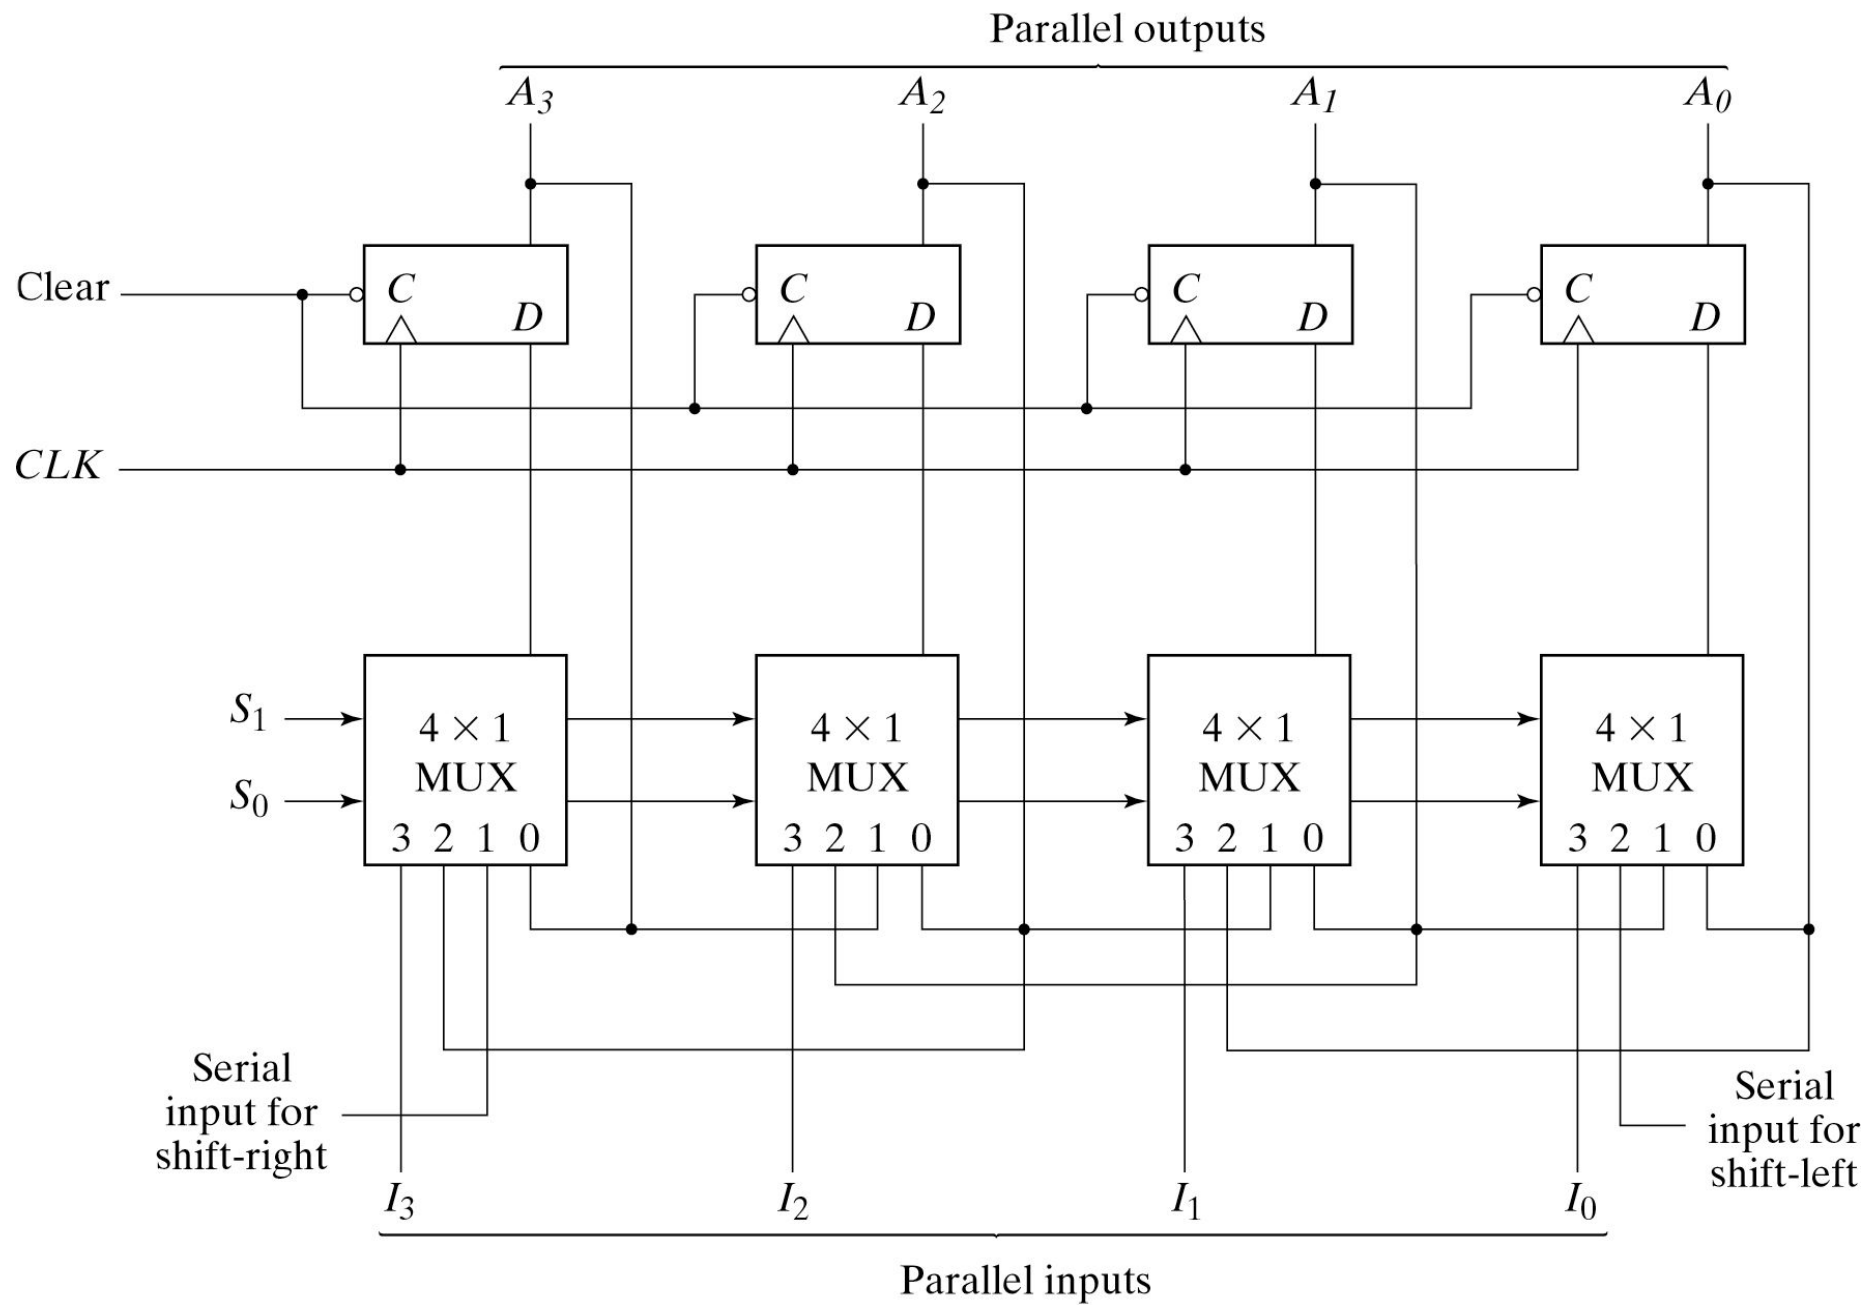 Parallel outputs
A3 A2 A1 A0
Clear C D C D C D C D
CLK
S1 4 × 1 4 × 1 4 × 1 4 × 1
MUX MUX MUX MUX
S0
3 2 1 0 3 2 1 0 3 2 1 0 3 2 1 0
Serial
input for
shift-right
Serial
input for
shift-left
I3 I2 I1 I0
Parallel inputs